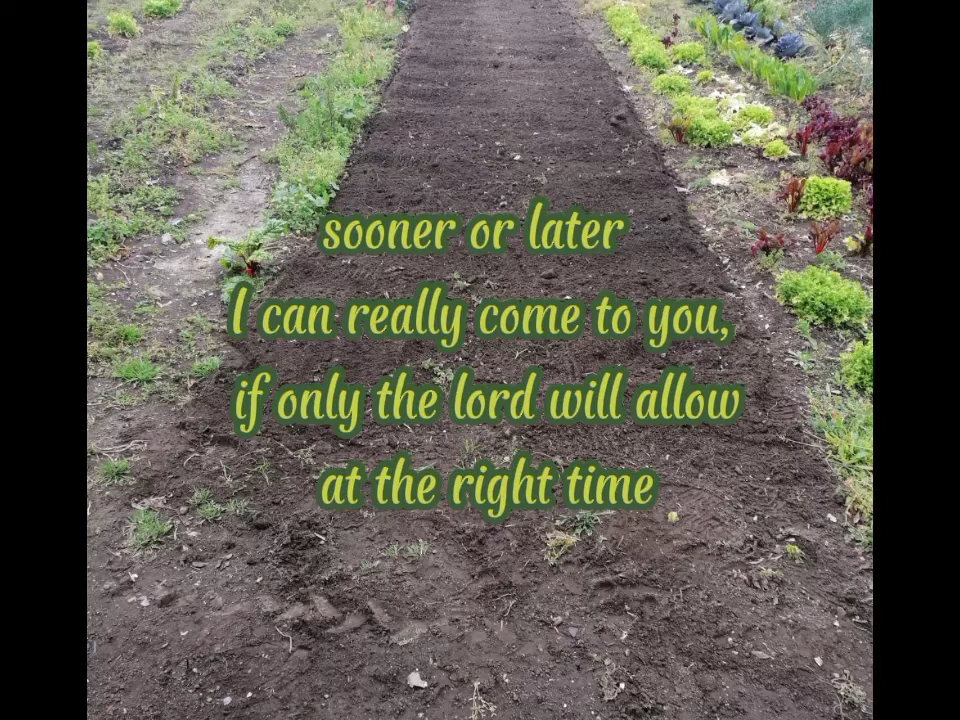 sooner or later
I can really come to you,
if only the lord will allow
at the right time